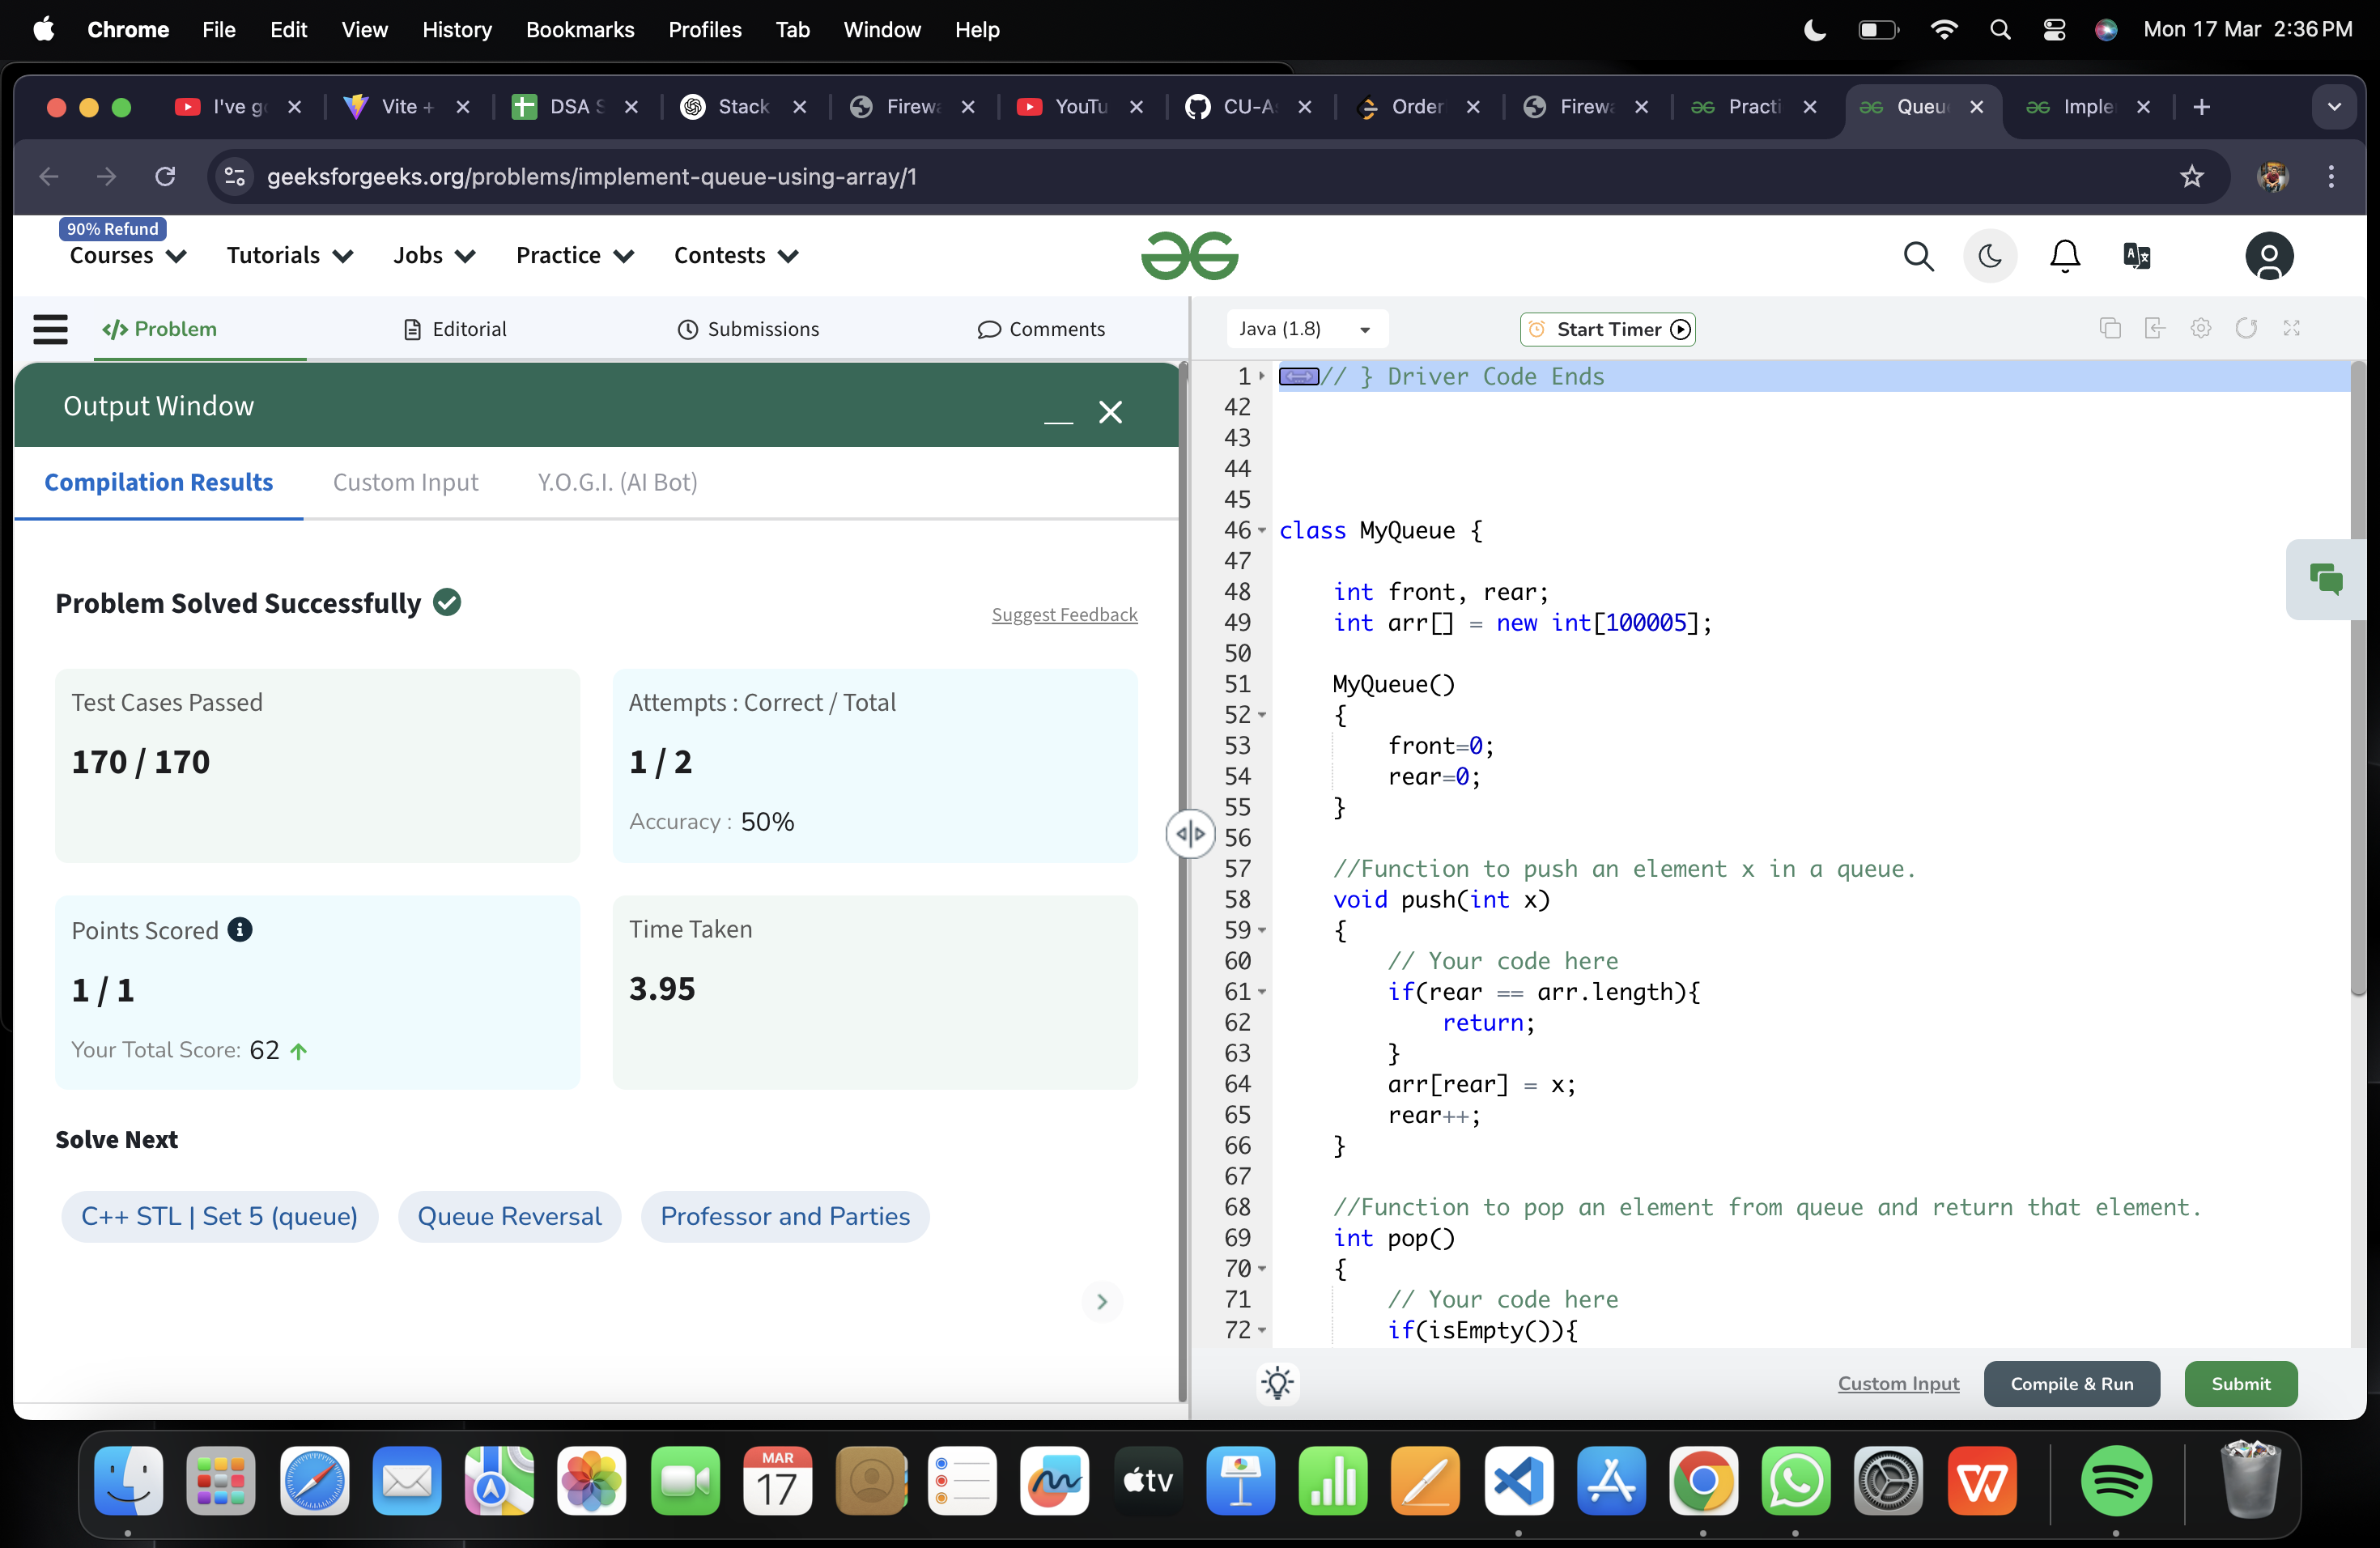 Chrome File Edit View History Bookmarks Profiles Tab Window Help Mon 17 Mar 2:36 PM
I've g Vite + DSA S Stack Firewa YouTu CU-A Order Firewa Practi Queu Imple
geeksforgeeks.org/problems/implement-queue-using-array/1
90% Refund
Courses Tutorials Jobs Practice Contests
Problem Editorial Submissions Comments
Output Window
Compilation Results Custom Input Y.O.G.I. (AI Bot)
Problem Solved Successfully
Suggest Feedback
Test Cases Passed
170 / 170
Attempts : Correct / Total
1 / 2
Accuracy : 50%
Points Scored
1 / 1
Your Total Score: 62
Time Taken
3.95
Solve Next
C++ STL | Set 5 (queue) Queue Reversal Professor and Parties
Java (1.8) Start Timer
1 // } Driver Code Ends
42
43
44
45
46 class MyQueue {
47
48 int front, rear;
49 int arr[] = new int[100005];
50
51 MyQueue()
52 {
53 front=0;
54 rear=0;
55 }
56
57 //Function to push an element x in a queue.
58 void push(int x)
59 {
60 // Your code here
61 if(rear == arr.length){
62 return;
63 }
64 arr[rear] = x;
65 rear++;
66 }
67
68 //Function to pop an element from queue and return that element.
69 int pop()
70 {
71 // Your code here
72 if(isEmpty()){
Custom Input Compile & Run Submit
MAR
17
tv